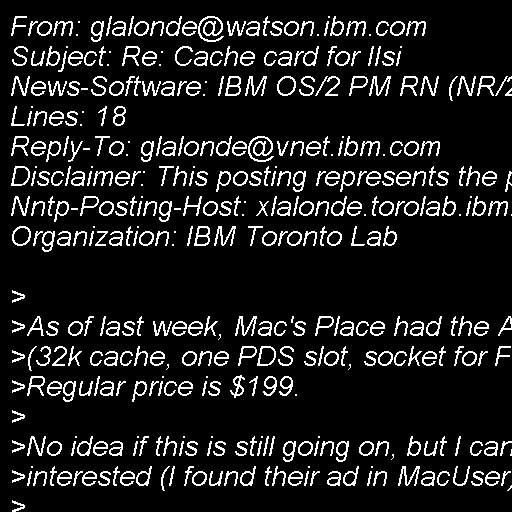 From: glalonde@watson.ibm.com
Subject: Re: Cache card for IIsi
News-Software: IBM OS/2 PM RN (NR/2
Lines: 18
Reply-To: glalonde@vnet.ibm.com
Disclaimer: This posting represents the p
Nntp-Posting-Host: xlalonde.torolab.ibm.
Organization: IBM Toronto Lab

>
>As of last week, Mac's Place had the A
>(32k cache, one PDS slot, socket for F
>Regular price is $199.
>
>No idea if this is still going on, but I can
>interested (I found their ad in MacUser)
>